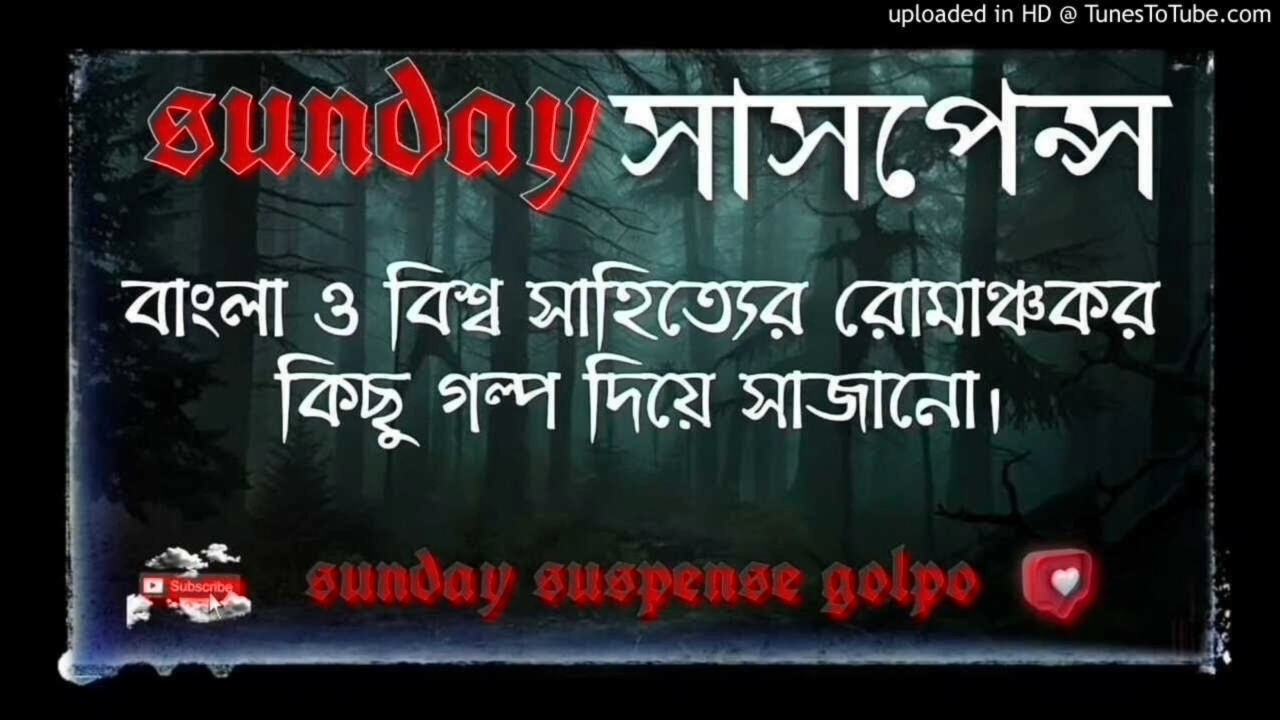 uploaded in HD @ TunesToTube.com
sunday সাসপেন্স
বাংলা ও বিশ্ব সাহিত্যের রোমাঞ্চকর
কিছু গল্প দিয়ে সাজানো।
Subscribe
sunday suspense golpo